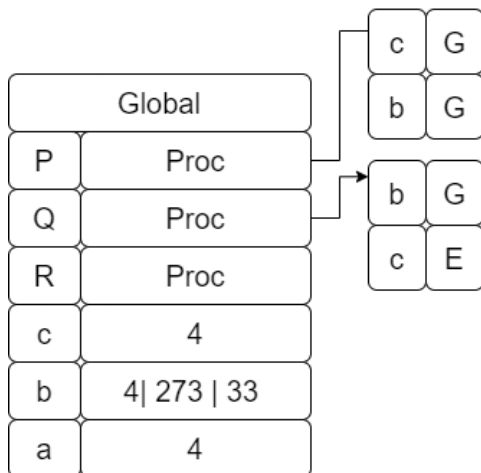 Global
P Proc
Q Proc
R Proc
c 4
b 4| 273 | 33
a 4
c G
b G
b G
c E